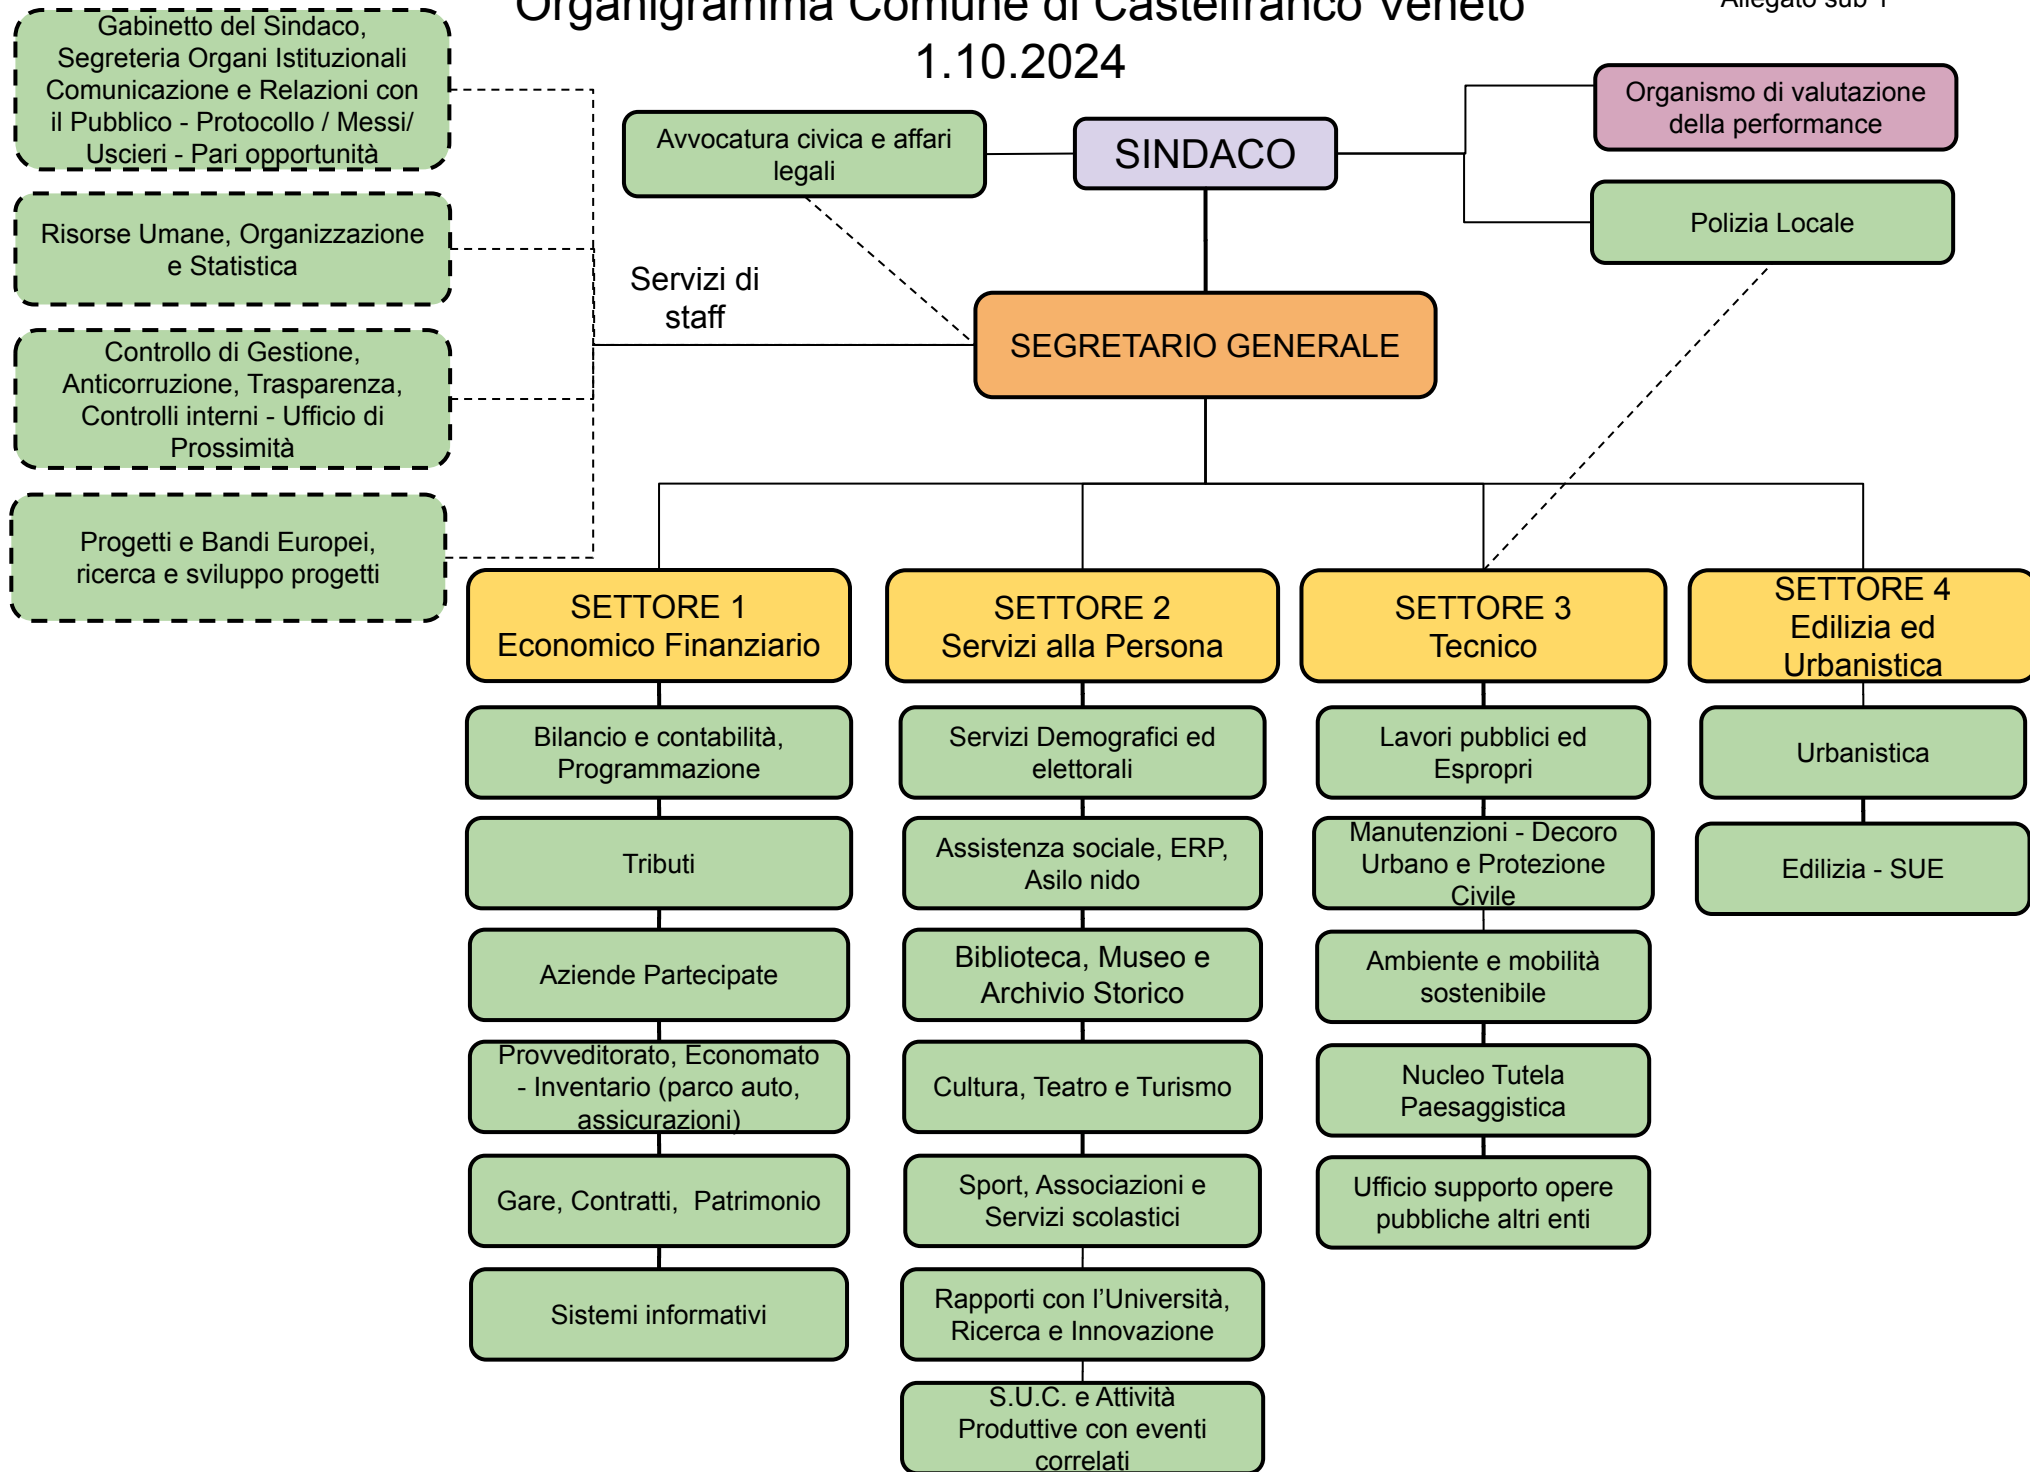 Organigramma Comune di Castelfranco Veneto
1.10.2024
Allegato sub 1
Gabinetto del Sindaco,
Segreteria Organi Istituzionali
Comunicazione e Relazioni con
il Pubblico - Protocollo / Messi/
Uscieri - Pari opportunità
Risorse Umane, Organizzazione
e Statistica
Controllo di Gestione,
Anticorruzione, Trasparenza,
Controlli interni - Ufficio di
Prossimità
Progetti e Bandi Europei,
ricerca e sviluppo progetti
Avvocatura civica e affari
legali
SINDACO
Organismo di valutazione
della performance
Polizia Locale
Servizi di
staff
SEGRETARIO GENERALE
SETTORE 1
Economico Finanziario
Bilancio e contabilità,
Programmazione
Tributi
Aziende Partecipate
Provveditorato, Economato
- Inventario (parco auto,
assicurazioni)
Gare, Contratti,  Patrimonio
Sistemi informativi
SETTORE 2
Servizi alla Persona
Servizi Demografici ed
elettorali
Assistenza sociale, ERP,
Asilo nido
Biblioteca, Museo e
Archivio Storico
Cultura, Teatro e Turismo
Sport, Associazioni e
Servizi scolastici
Rapporti con l’Università,
Ricerca e Innovazione
S.U.C. e Attività
Produttive con eventi
correlati
SETTORE 3
Tecnico
Lavori pubblici ed
Espropri
Manutenzioni - Decoro
Urbano e Protezione
Civile
Ambiente e mobilità
sostenibile
Nucleo Tutela
Paesaggistica
Ufficio supporto opere
pubbliche altri enti
SETTORE 4
Edilizia ed
Urbanistica
Urbanistica
Edilizia - SUE